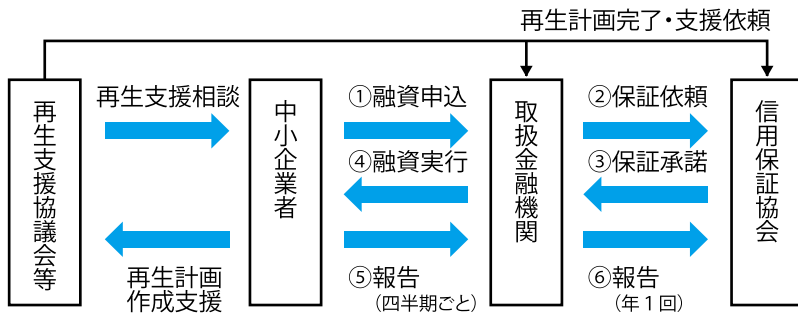 再生計画完了・支援依頼
再生支援協議会等
再生支援相談
再生計画
作成支援
中小企業者
①融資申込
④融資実行
⑤報告
（四半期ごと）
取扱金融機関
②保証依頼
③保証承諾
⑥報告
（年１回）
信用保証協会